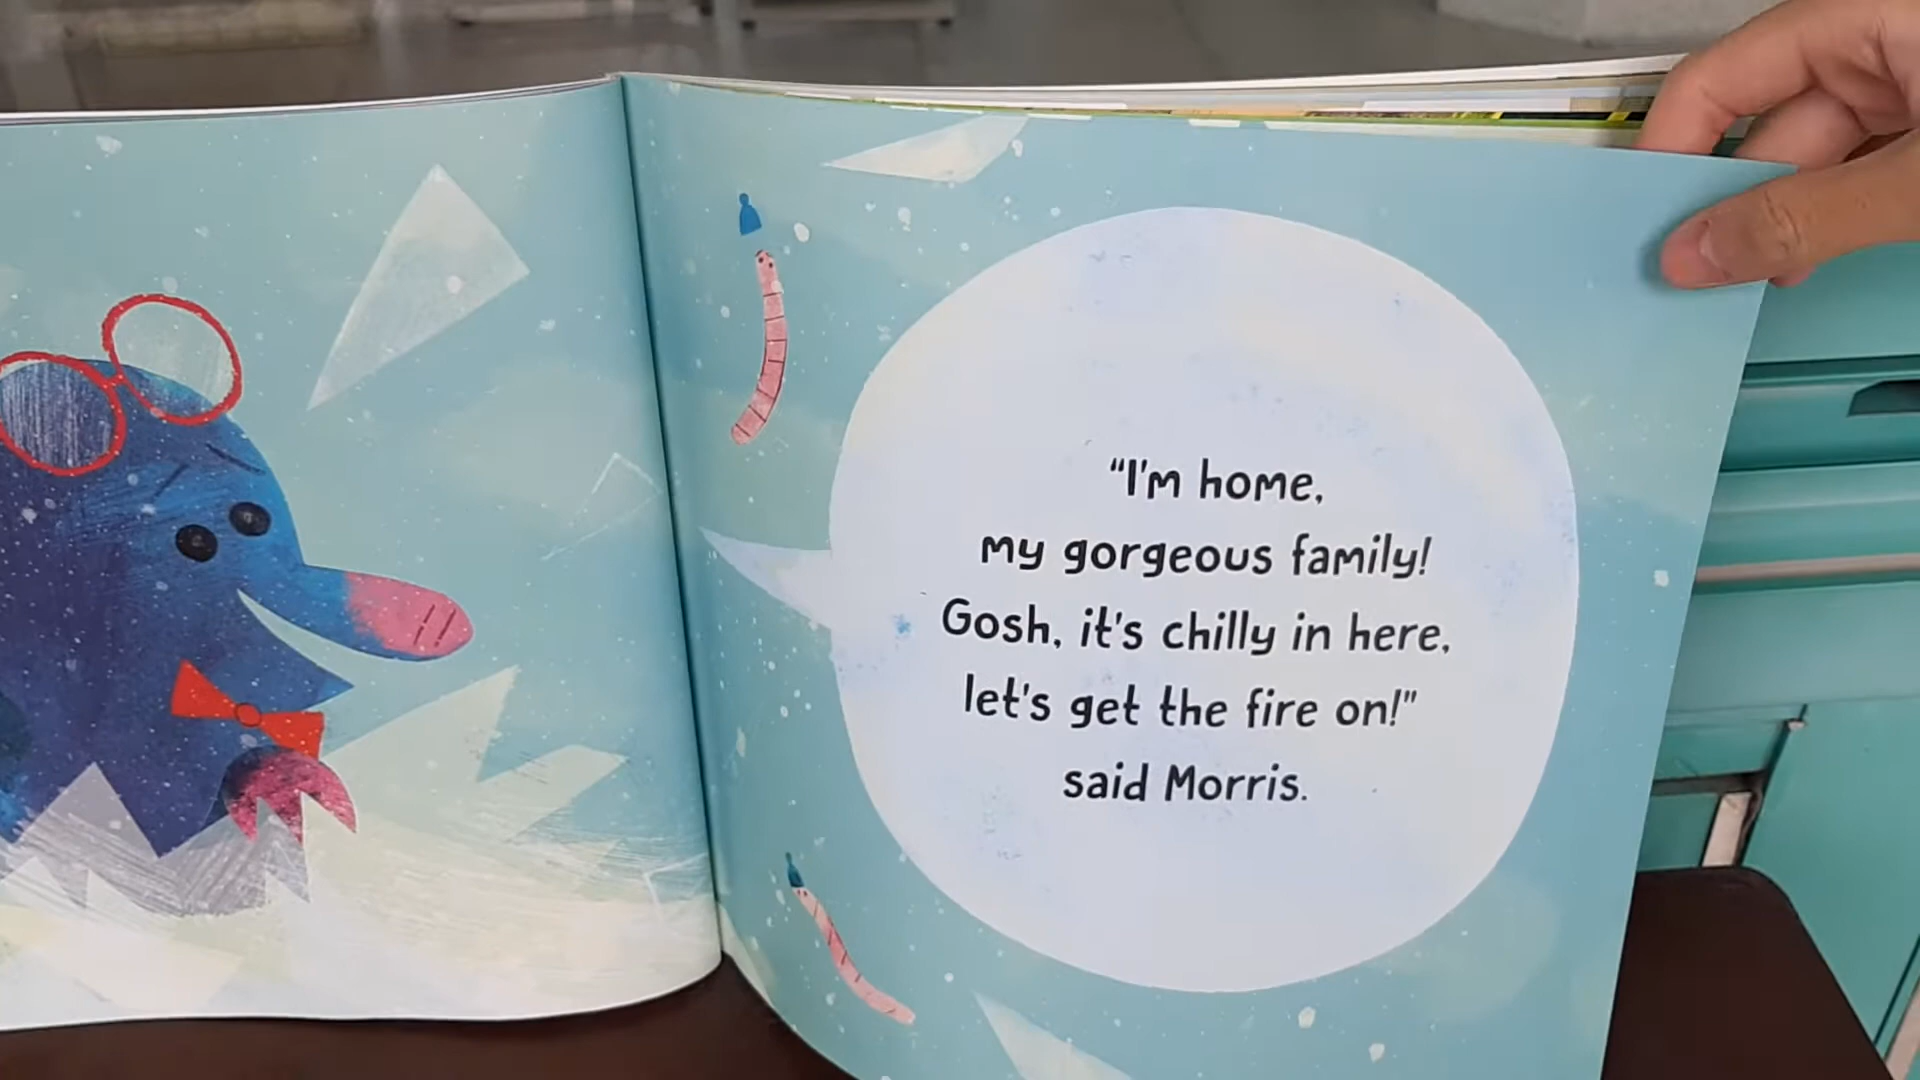 “I'm home,
my gorgeous family!
Gosh, it's chilly in here,
let's get the fire on!”
said Morris.